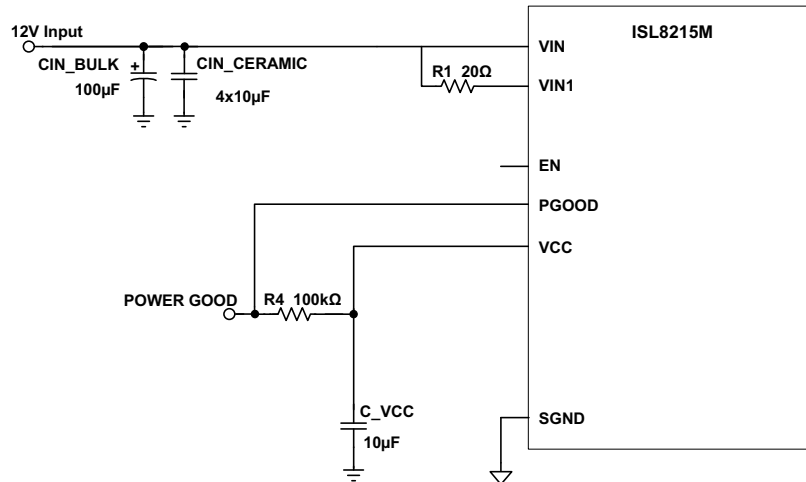 12V Input
ISL8215M
VIN
CIN_BULK
+
CIN_CERAMIC
R1 20Ω
VIN1
100µF
4x10µF
EN
PGOOD
VCC
POWER GOOD
R4 100kΩ
C_VCC
10µF
SGND